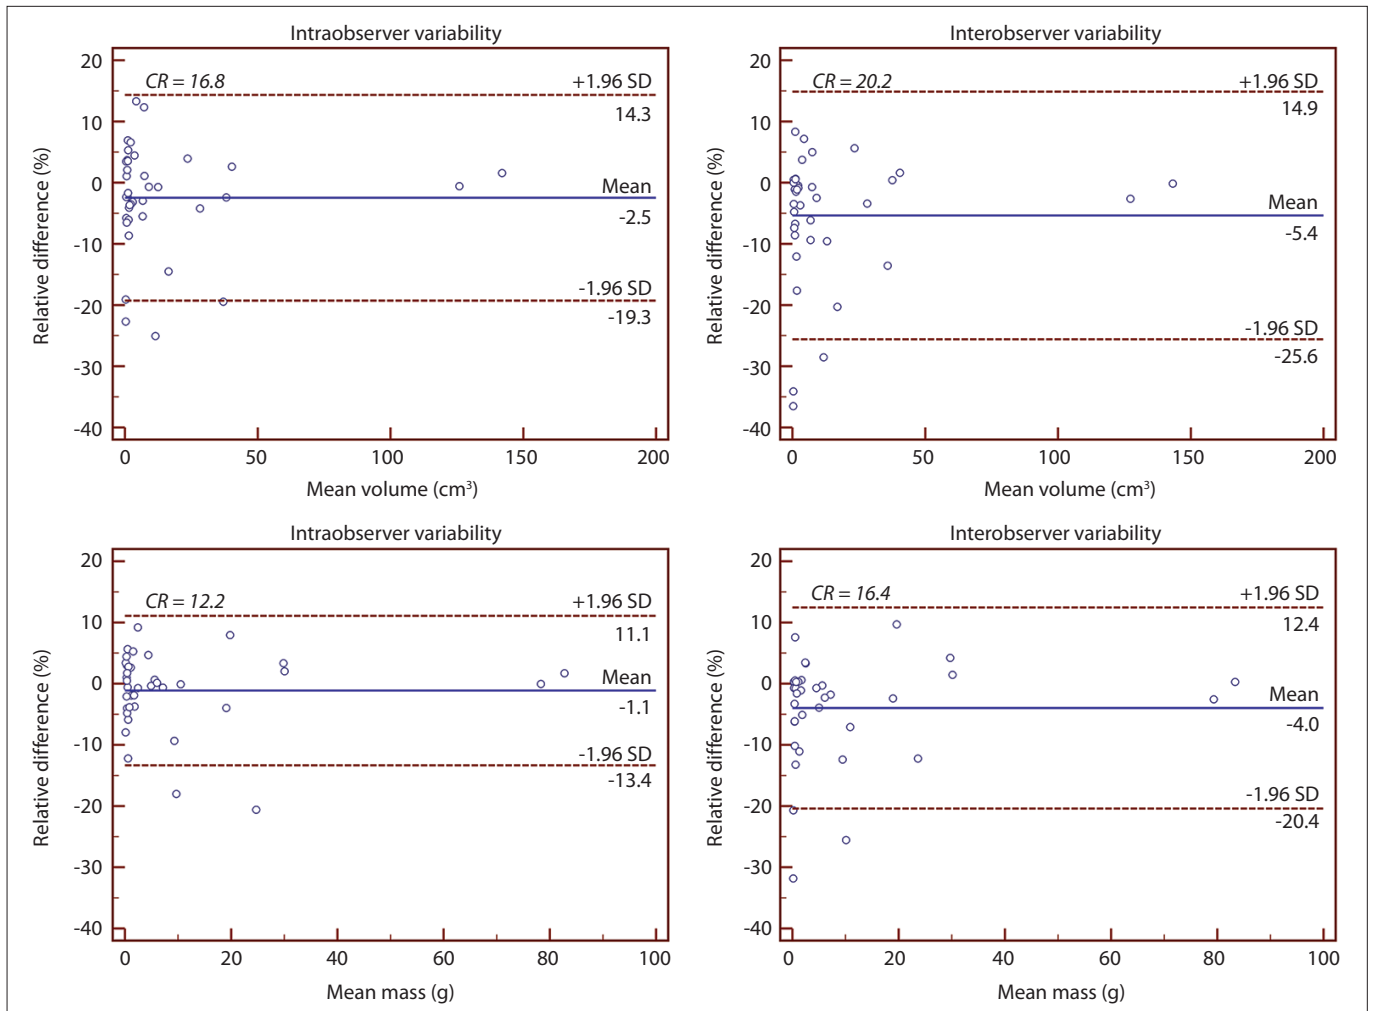 Intraobserver variability
20
10
0
-10
-20
-30
-40
Relative difference (%)
CR = 16.8
+1.96 SD
14.3
Mean
-2.5
-1.96 SD
-19.3
0 50 100 150 200
Mean volume (cm³)
Interobserver variability
20
10
0
-10
-20
-30
-40
Relative difference (%)
CR = 20.2
+1.96 SD
14.9
Mean
-5.4
-1.96 SD
-25.6
0 50 100 150 200
Mean volume (cm³)
Intraobserver variability
20
10
0
-10
-20
-30
-40
Relative difference (%)
CR = 12.2
+1.96 SD
11.1
Mean
-1.1
-1.96 SD
-13.4
0 20 40 60 80 100
Mean mass (g)
Interobserver variability
20
10
0
-10
-20
-30
-40
Relative difference (%)
CR = 16.4
+1.96 SD
12.4
Mean
-4.0
-1.96 SD
-20.4
0 20 40 60 80 100
Mean mass (g)